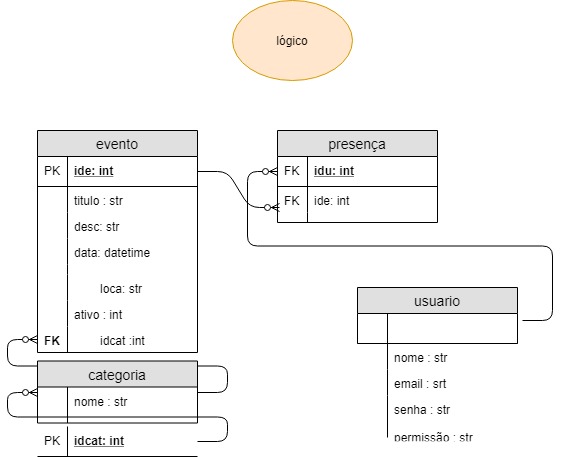 lógico
evento
PK ide: int
titulo : str
desc: str
data: datetime
loca: str
ativo : int
FK idcat :int
presença
FK idu: int
FK ide: int
categoria
nome : str
PK idcat: int
usuario
nome : str
email : srt
senha : str
permissão : str